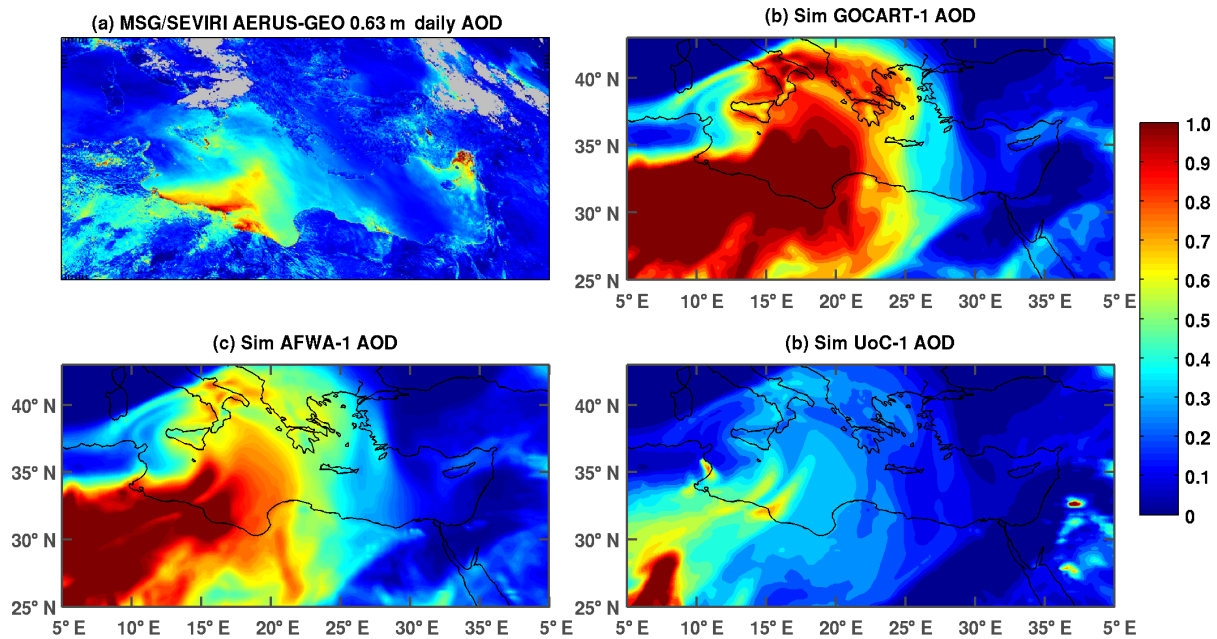 (a) MSG/SEVIRI AERUS-GEO 0.63 m daily AOD
(b) Sim GOCART-1 AOD
40° N
35° N
30° N
25° N
5° E 10° E 15° E 20° E 25° E 30° E 35° E 5° E
1.0
0.9
0.8
0.7
0.6
0.5
0.4
0.3
0.2
0.1
0
(c) Sim AFWA-1 AOD
40° N
35° N
30° N
25° N
5° E 10° E 15° E 20° E 25° E 30° E 35° E 5° E
(b) Sim UoC-1 AOD
40° N
35° N
30° N
25° N
5° E 10° E 15° E 20° E 25° E 30° E 35° E 5° E